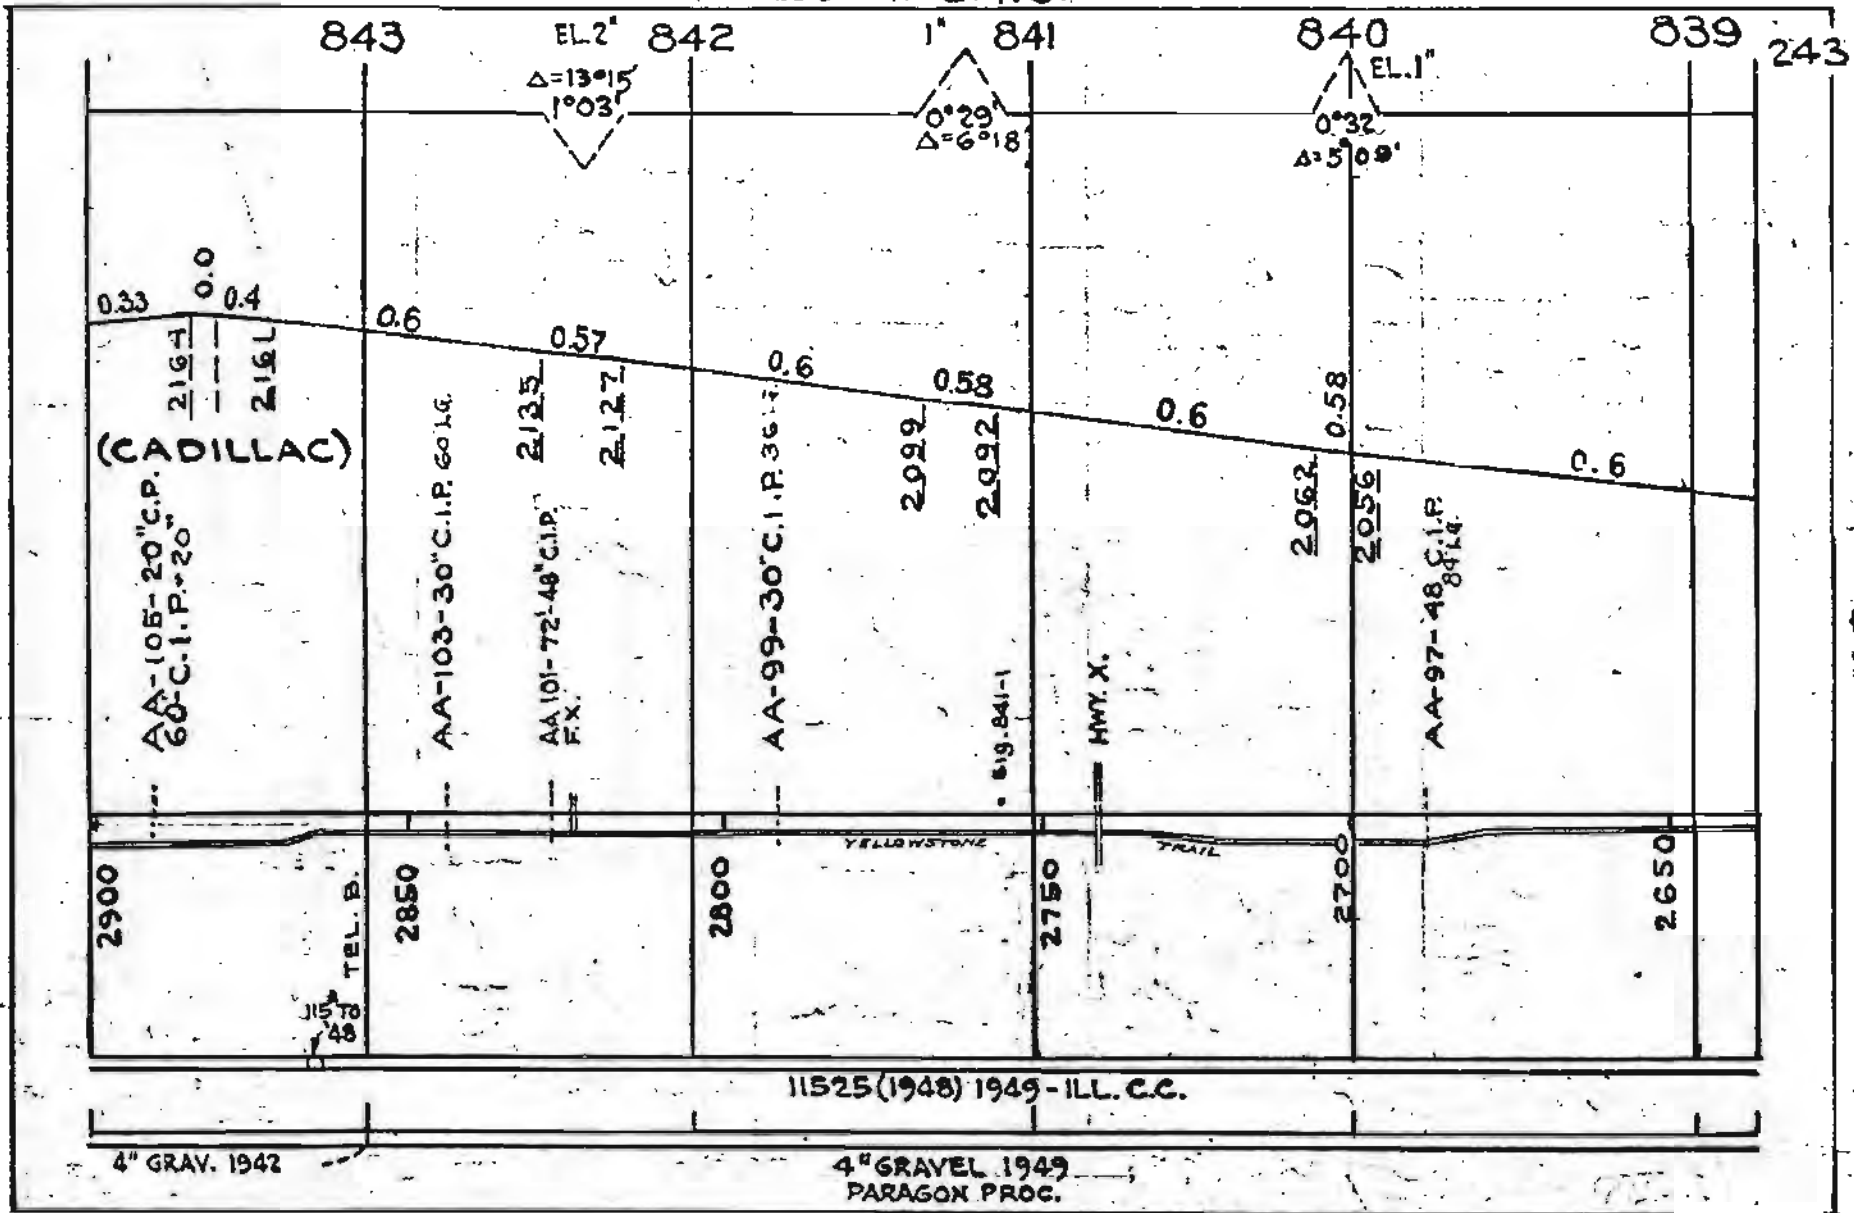 843 EL.2" 842 1" 841 840 EL.1" 839 243
Δ=13°15'
1°03'
0°29'
Δ=6°18'
0°32'
Δ=5°09'
0.33 0.0 0.4 0.6 0.57 0.6 0.58 0.6 0.58 0.6
2164 2161 2135 2127 2099 2092 2062 2056
(CADILLAC)
AA-105-20"C.P.
60-C.I.P.-20"
AA-103-30"C.I.P. 60'LG.
AA 101-72'-48"C.I.P.
F.X.
AA-99-30"C.I.P. 36
Sig. 841-1
HWY. X.
AA-97-48 C.I.P.
84'LG.
YELLOWSTONE TRAIL
2900 TEL. B. 2850 2800 2750 2700 2650
115# TO
'48
11525 (1948) 1949 - ILL. C.C.
4" GRAV. 1942
4" GRAVEL 1949
PARAGON PROC.